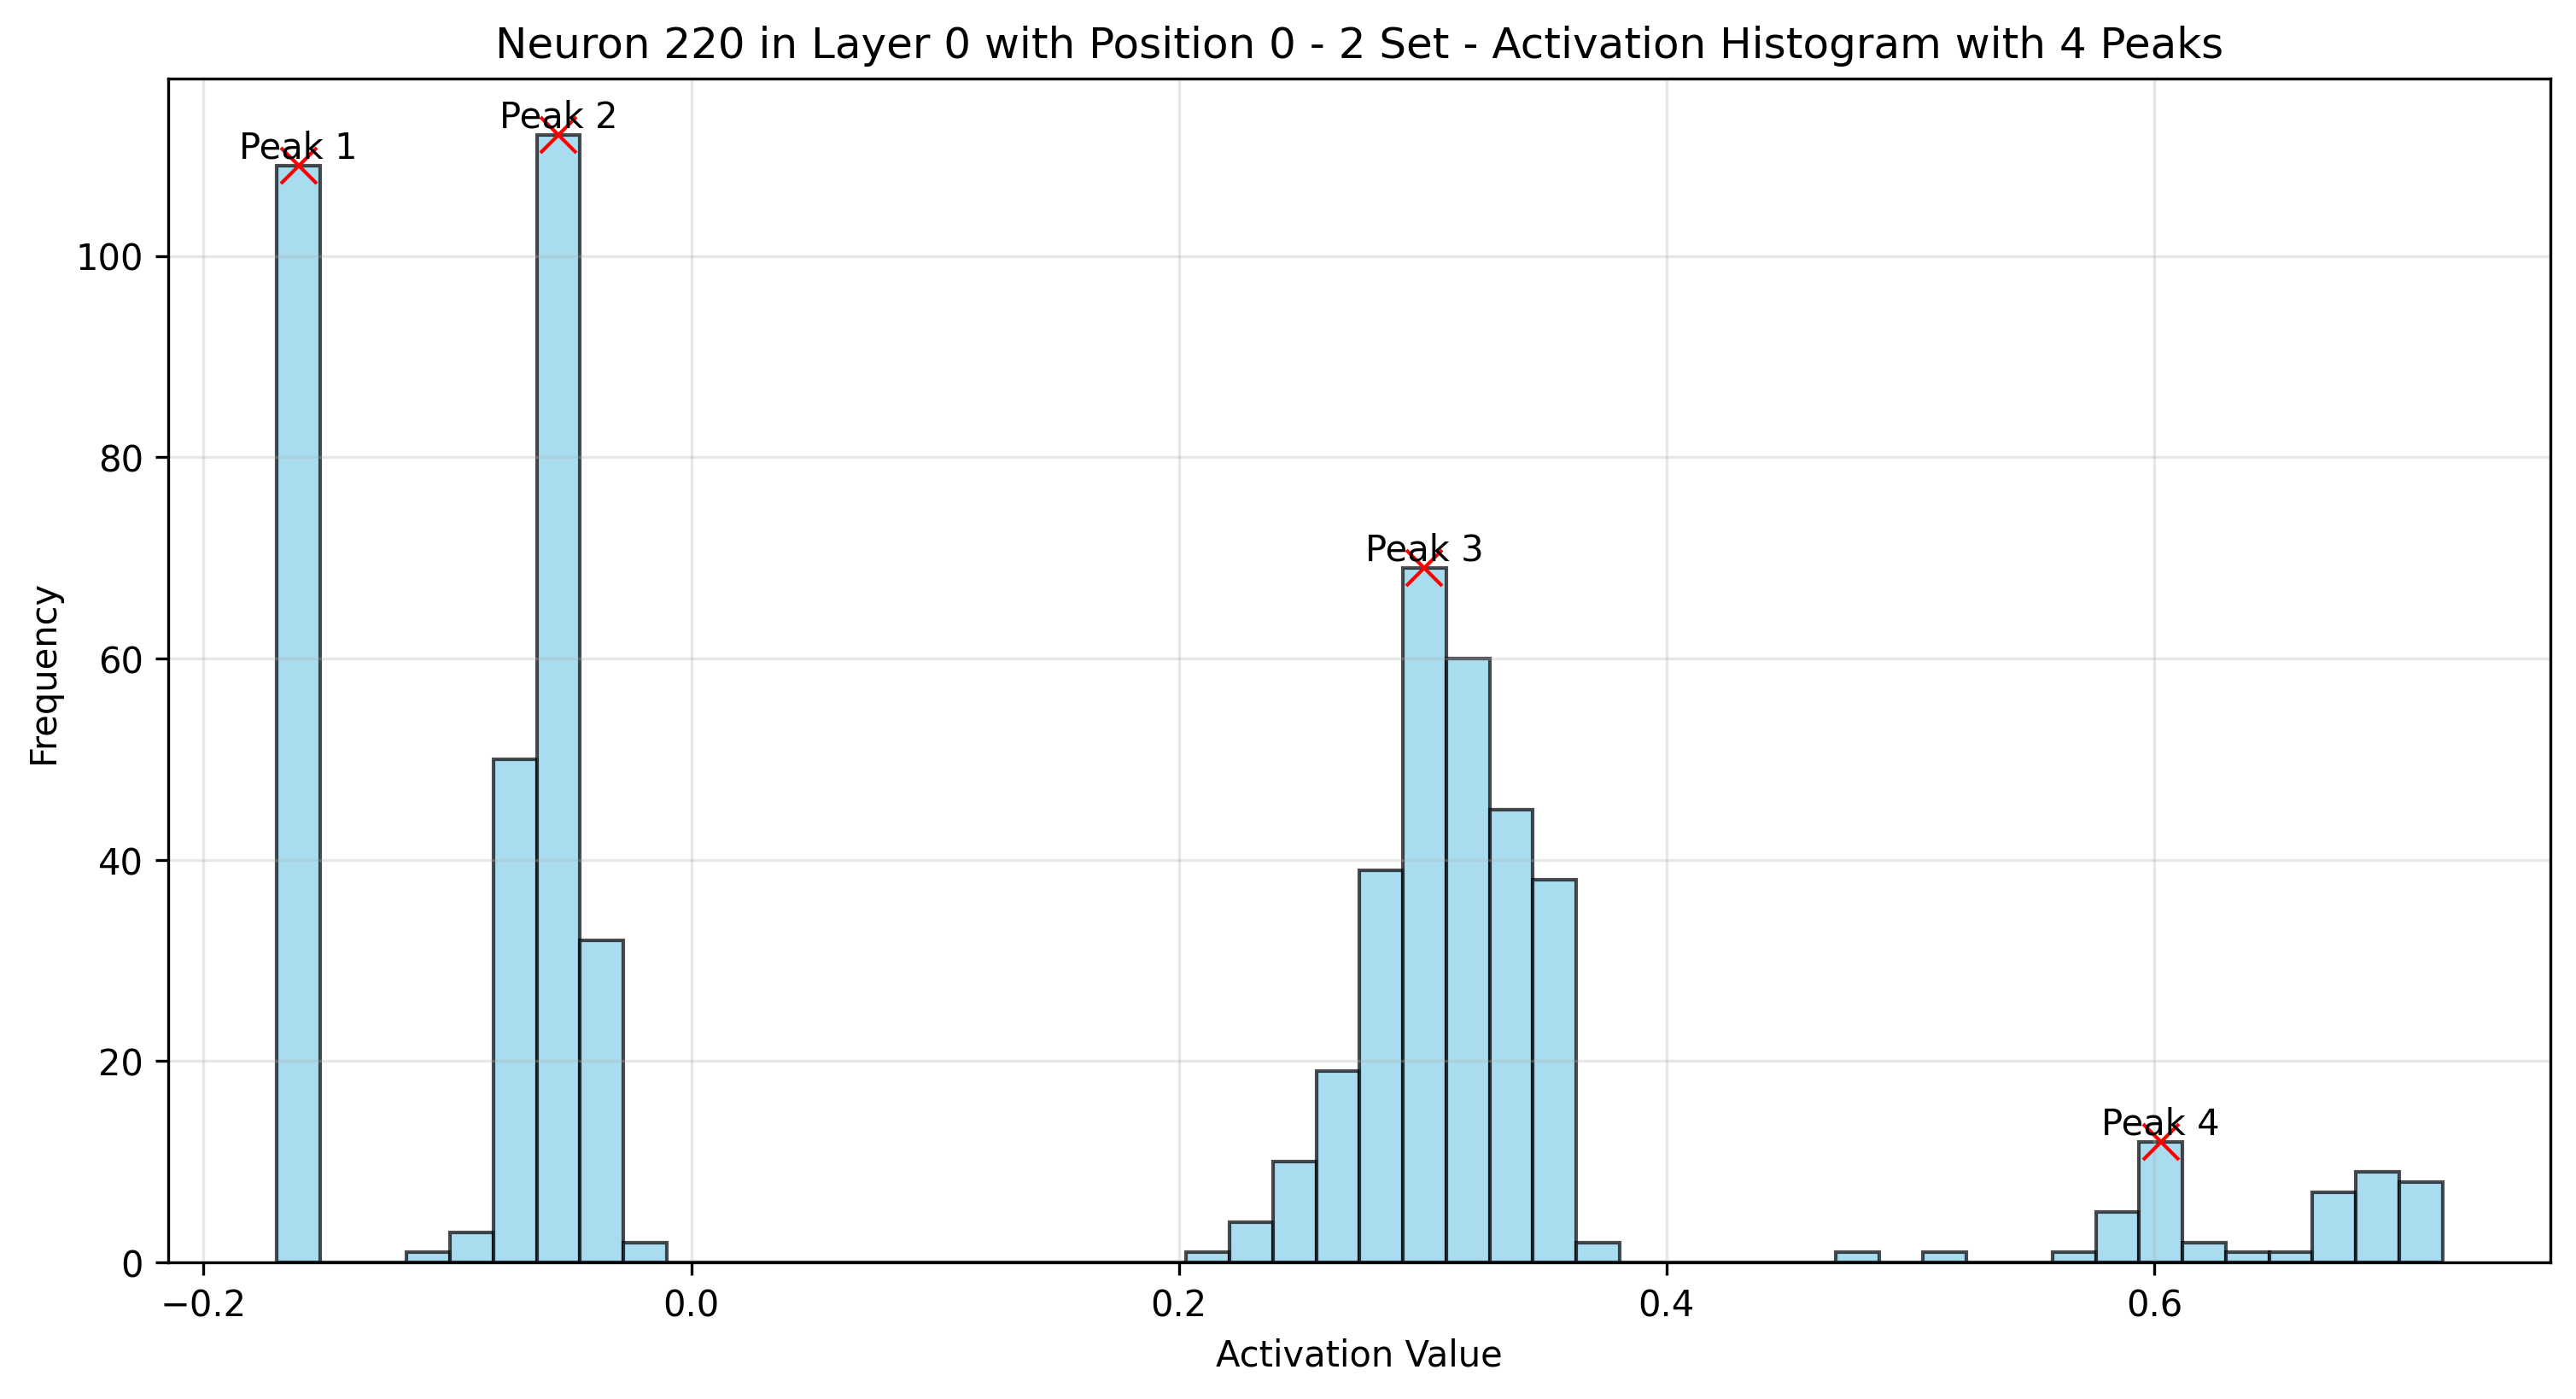 Neuron 220 in Layer 0 with Position 0 - 2 Set - Activation Histogram with 4 Peaks
Peak 1
Peak 2
Peak 3
Peak 4
Frequency
100
80
60
40
20
0
−0.2
0.0
0.2
0.4
0.6
Activation Value